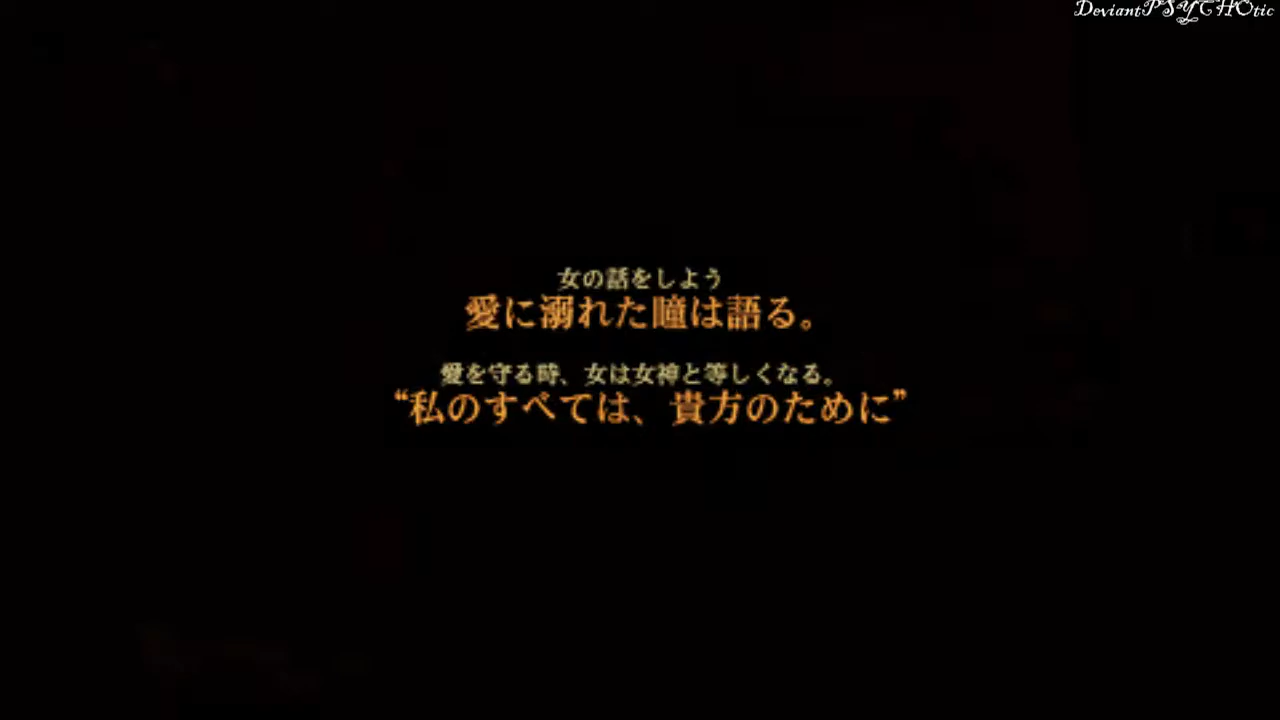 DeviantPSYCHOtic
女の話をしよう
愛に溺れた瞳は語る。
愛を守る時、女は女神と等しくなる。
“私のすべては、貴方のために”